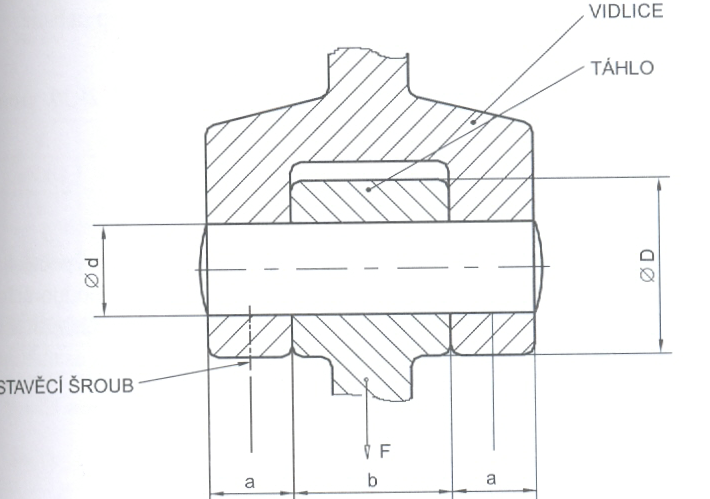 VIDLICE
TÁHLO
Ø d
Ø D
STAVĚCÍ ŠROUB
F
a
b
a